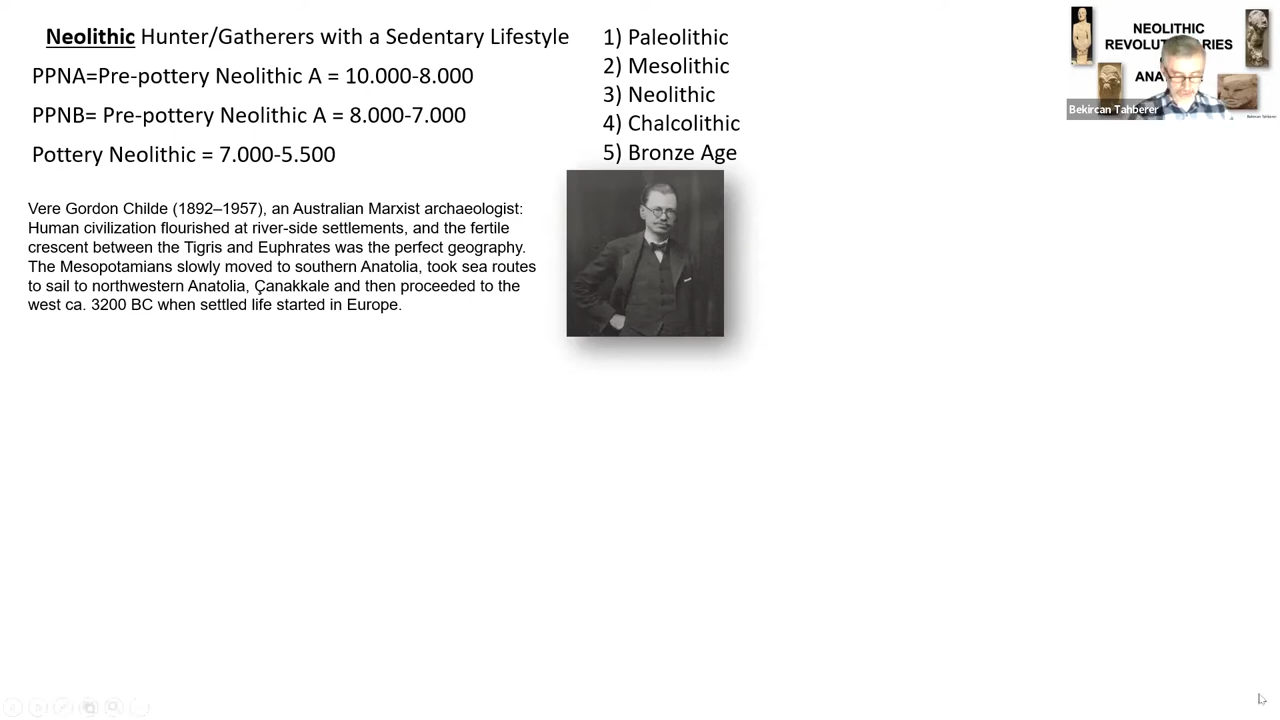 Neolithic Hunter/Gatherers with a Sedentary Lifestyle
PPNA=Pre-pottery Neolithic A = 10.000-8.000
PPNB= Pre-pottery Neolithic A = 8.000-7.000
Pottery Neolithic = 7.000-5.500
1) Paleolithic
2) Mesolithic
3) Neolithic
4) Chalcolithic
5) Bronze Age
Vere Gordon Childe (1892–1957), an Australian Marxist archaeologist:
Human civilization flourished at river-side settlements, and the fertile
crescent between the Tigris and Euphrates was the perfect geography.
The Mesopotamians slowly moved to southern Anatolia, took sea routes
to sail to northwestern Anatolia, Çanakkale and then proceeded to the
west ca. 3200 BC when settled life started in Europe.
NEOLITHIC
Bekircan Tahberer
Bekircan Tahberer